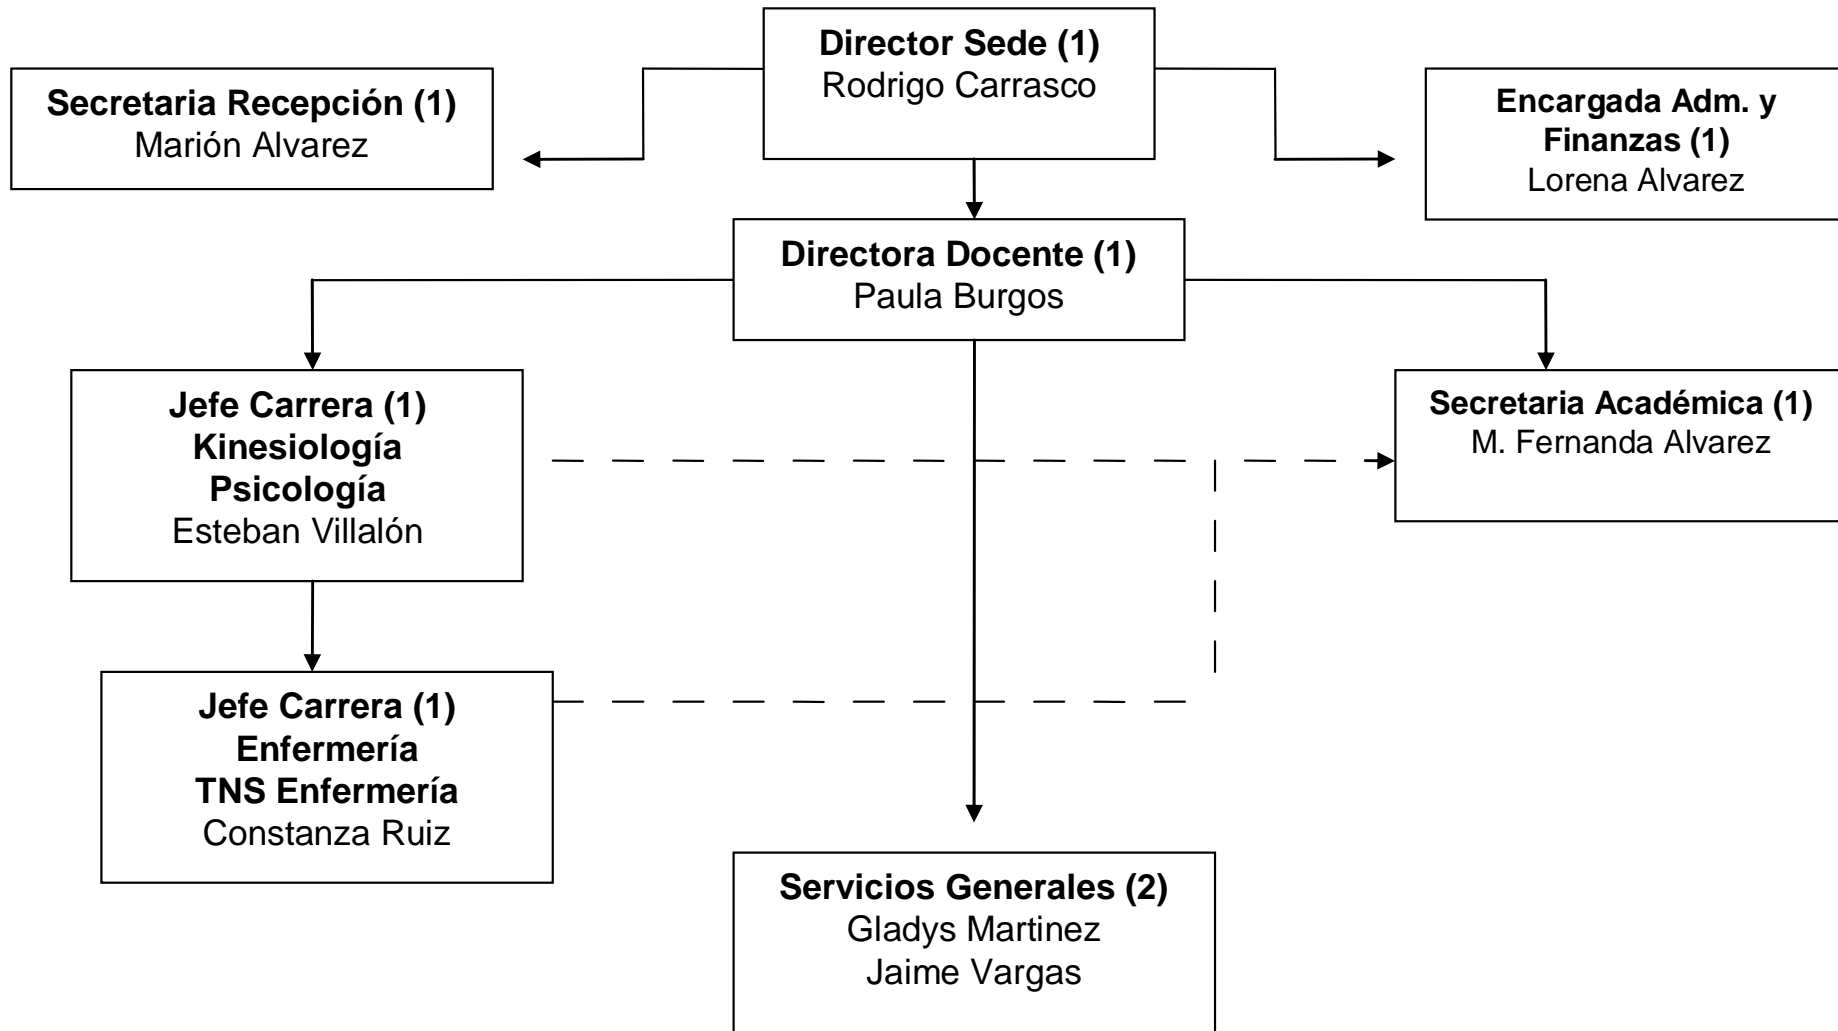 Director Sede (1)
Rodrigo Carrasco
Secretaria Recepción (1)
Marión Alvarez
Encargada Adm. y
Finanzas (1)
Lorena Alvarez
Directora Docente (1)
Paula Burgos
Jefe Carrera (1)
Kinesiología
Psicología
Esteban Villalón
Secretaria Académica (1)
M. Fernanda Alvarez
Jefe Carrera (1)
Enfermería
TNS Enfermería
Constanza Ruiz
Servicios Generales (2)
Gladys Martinez
Jaime Vargas